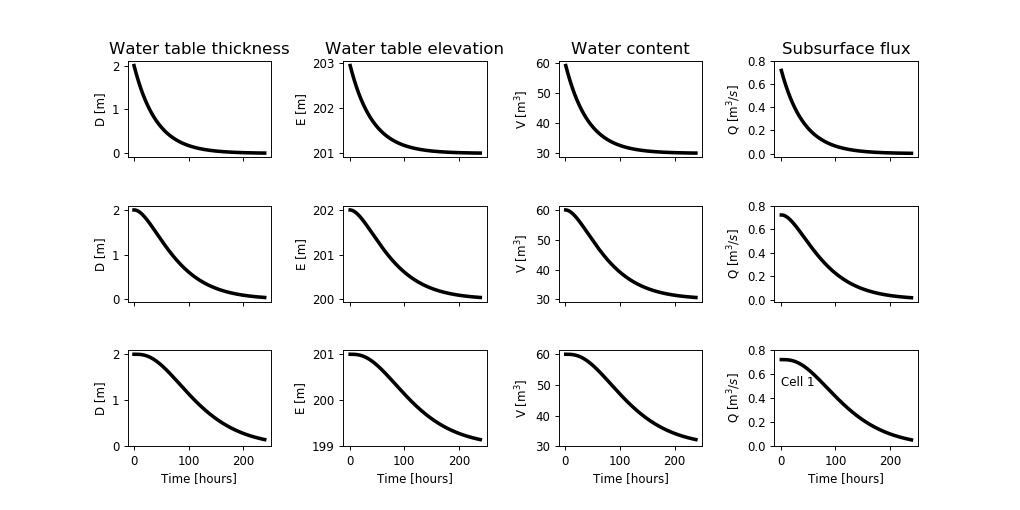 Water table thickness Water table elevation Water content Subsurface flux
D [m]
2
1
0
E [m]
203
202
201
V [m³]
60
50
40
30
Q [m³/s]
0.8
0.6
0.4
0.2
0.0
D [m]
2
1
0
E [m]
202
201
200
V [m³]
60
50
40
30
Q [m³/s]
0.8
0.6
0.4
0.2
0.0
D [m]
2
1
0
0 100 200
Time [hours]
E [m]
201
200
199
0 100 200
Time [hours]
V [m³]
60
50
40
30
0 100 200
Time [hours]
Q [m³/s]
0.8
0.6
0.4
0.2
0.0
Cell 1
0 100 200
Time [hours]